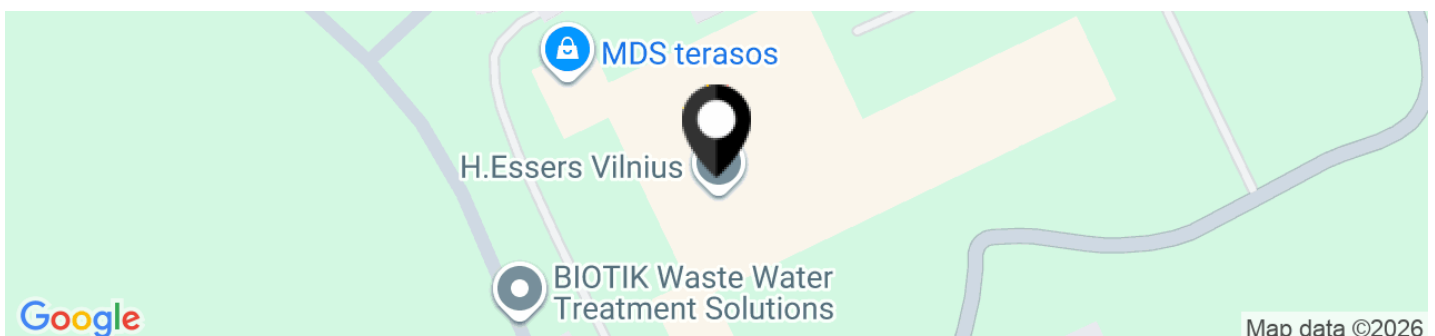 MDS terasos
H.Essers Vilnius
BIOTIK Waste Water
Treatment Solutions
Google
Map data ©2026